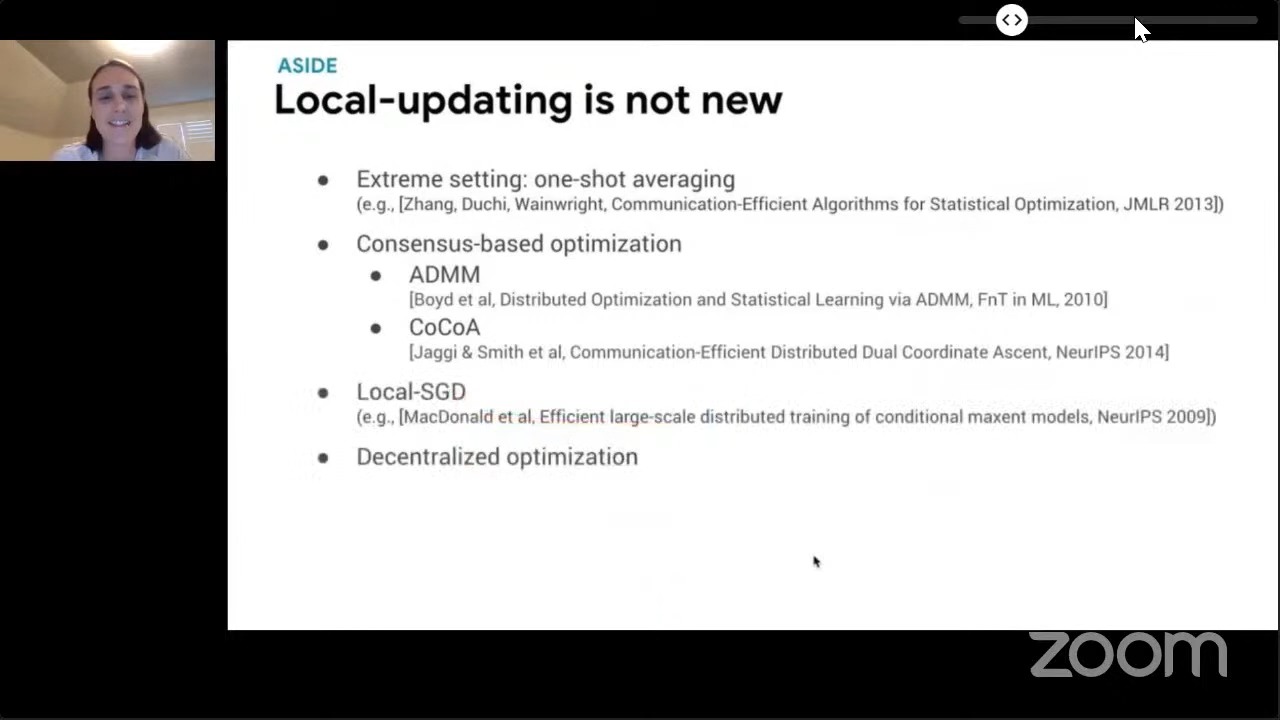 ASIDE
Local-updating is not new
• Extreme setting: one-shot averaging
(e.g., [Zhang, Duchi, Wainwright, Communication-Efficient Algorithms for Statistical Optimization, JMLR 2013])
• Consensus-based optimization
• ADMM
[Boyd et al, Distributed Optimization and Statistical Learning via ADMM, FnT in ML, 2010]
• CoCoA
[Jaggi & Smith et al, Communication-Efficient Distributed Dual Coordinate Ascent, NeurIPS 2014]
• Local-SGD
(e.g., [MacDonald et al, Efficient large-scale distributed training of conditional maxent models, NeurIPS 2009])
• Decentralized optimization
zoom